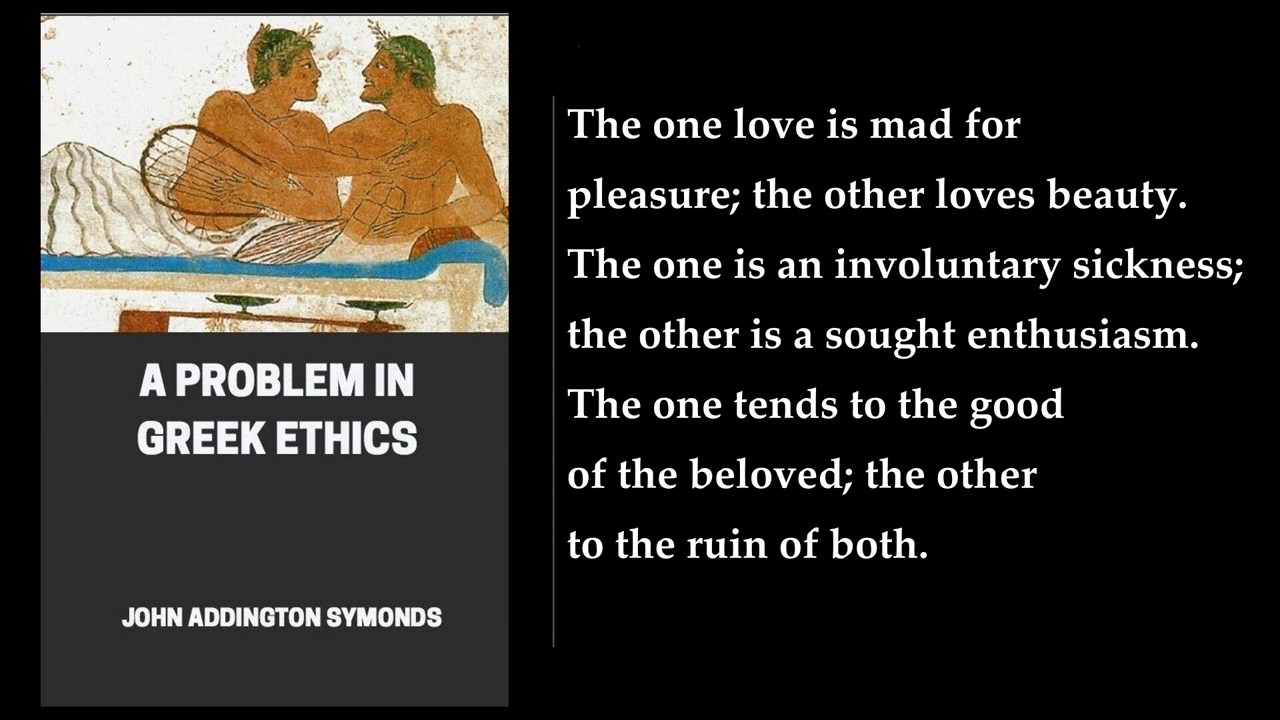 A PROBLEM IN
GREEK ETHICS
JOHN ADDINGTON SYMONDS
The one love is mad for
pleasure; the other loves beauty.
The one is an involuntary sickness;
the other is a sought enthusiasm.
The one tends to the good
of the beloved; the other
to the ruin of both.